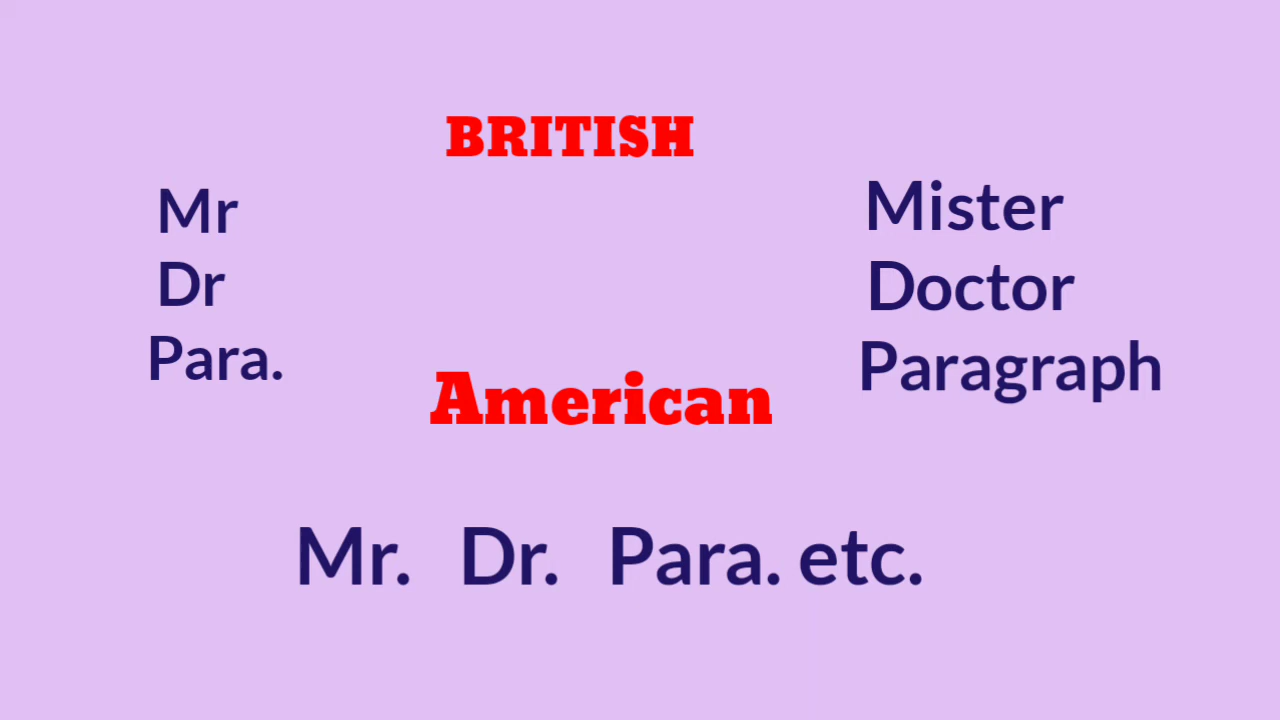 BRITISH
Mr
Dr
Para.
Mister
Doctor
Paragraph
American
Mr. Dr. Para. etc.